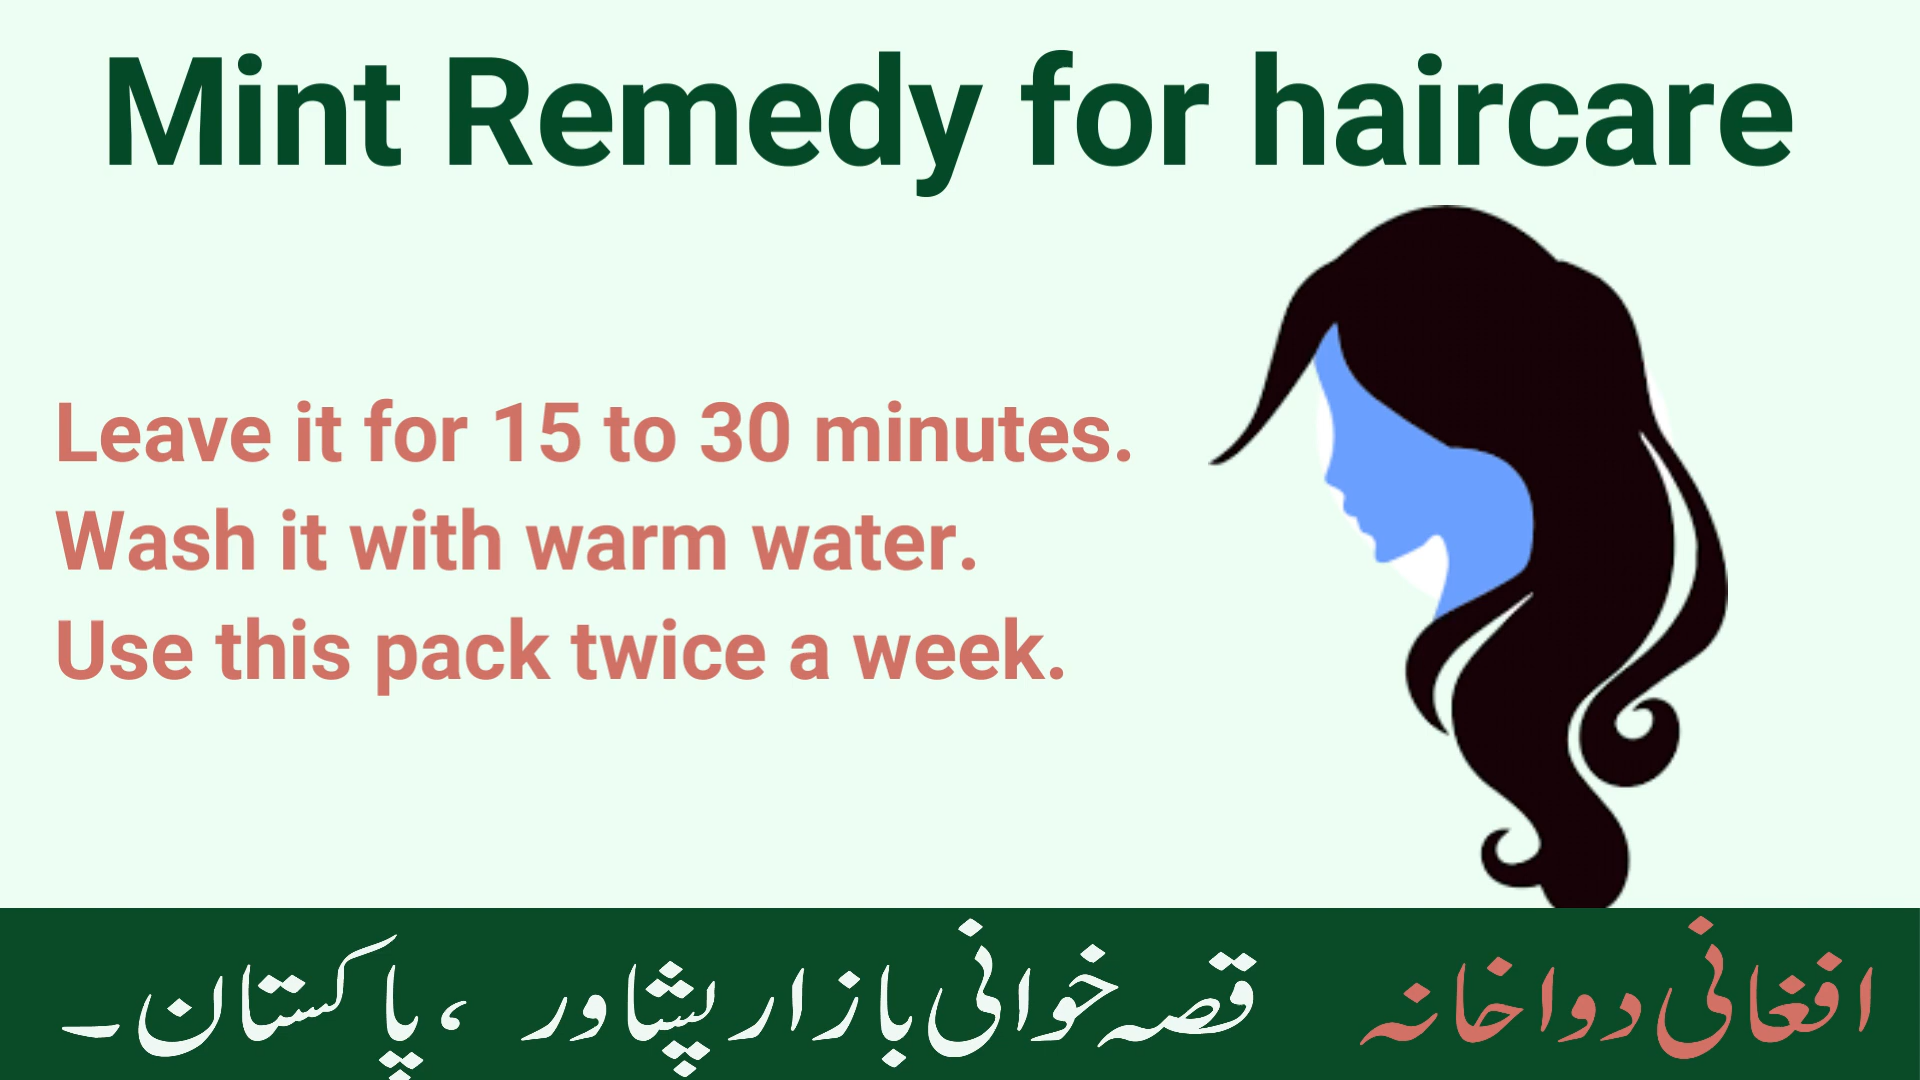 Mint Remedy for haircare
Leave it for 15 to 30 minutes.
Wash it with warm water.
Use this pack twice a week.
افغانی دواخانہ قصہ خوانی بازار پشاور ، پاکستان۔